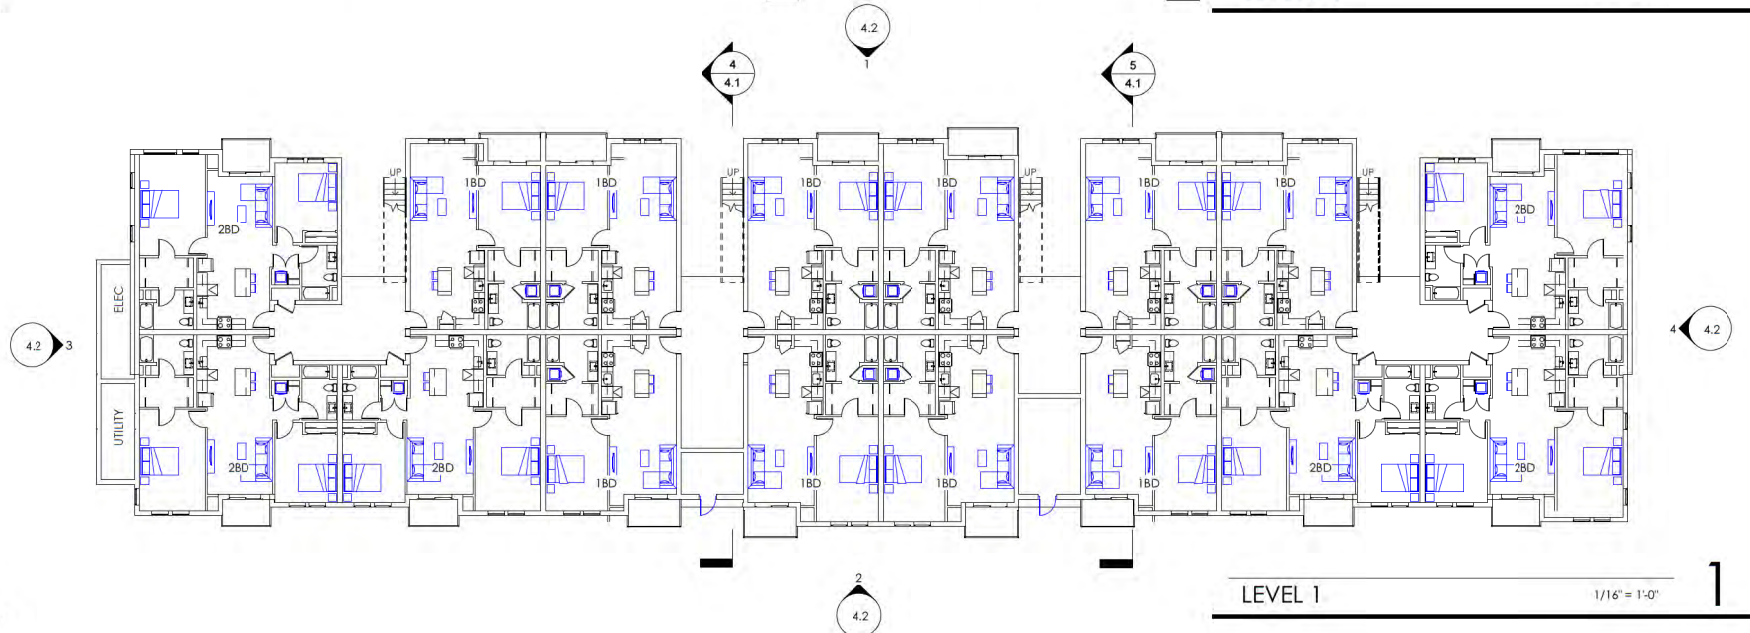 4.2
1
4
4.1
5
4.1
UP
1BD
1BD
UP
1BD
1BD
UP
1BD
1BD
UP
2BD
2BD
ELEC
4.2
3
4
4.2
UTILITY
2BD
2BD
2BD
2BD
1BD
1BD
1BD
1BD
2
4.2
LEVEL 1
1/16" = 1'-0"
1